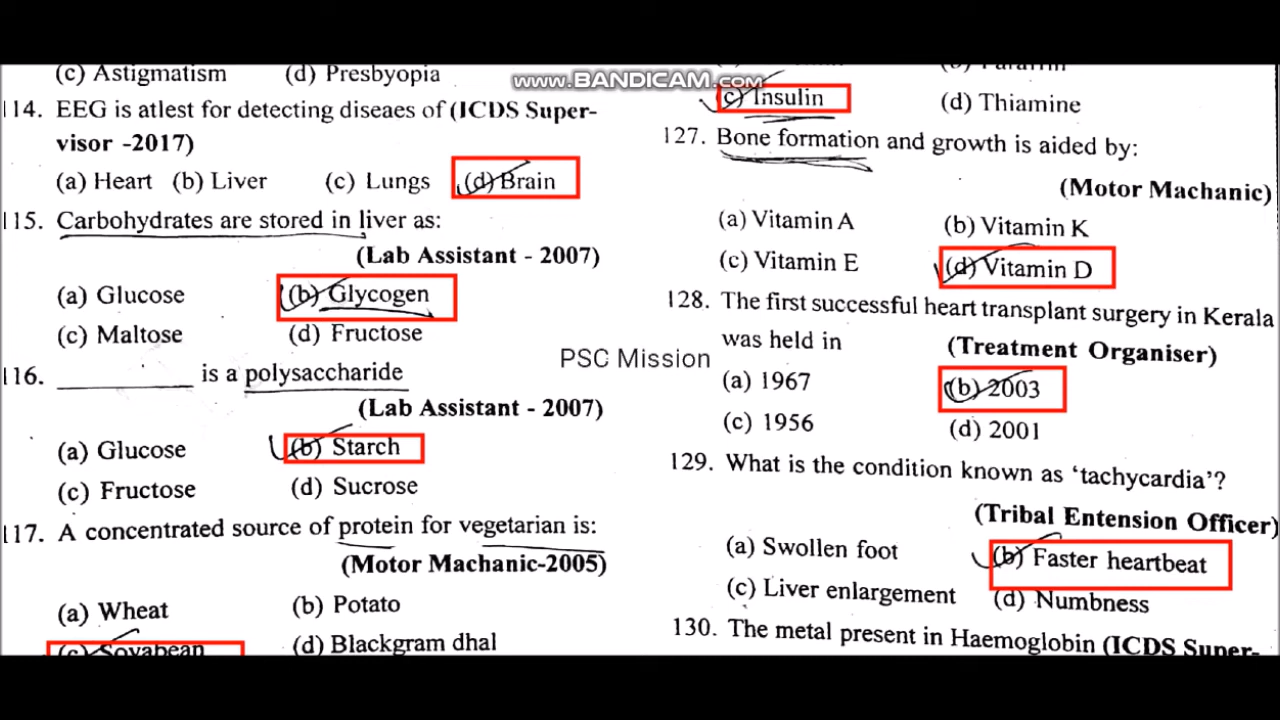 www.BANDICAM.com
(c) Astigmatism (d) Presbyopia
114. EEG is atlest for detecting diseaes of (ICDS Super-
visor -2017)
(a) Heart (b) Liver (c) Lungs (d) Brain
115. Carbohydrates are stored in liver as:
(Lab Assistant - 2007)
(a) Glucose (b) Glycogen
(c) Maltose (d) Fructose
116. ____________ is a polysaccharide
(Lab Assistant - 2007)
(a) Glucose (b) Starch
(c) Fructose (d) Sucrose
117. A concentrated source of protein for vegetarian is:
(Motor Machanic-2005)
(a) Wheat (b) Potato
(c) Soyabean (d) Blackgram dhal
PSC Mission
(c) Insulin (d) Thiamine
127. Bone formation and growth is aided by:
(Motor Machanic)
(a) Vitamin A (b) Vitamin K
(c) Vitamin E (d) Vitamin D
128. The first successful heart transplant surgery in Kerala
was held in (Treatment Organiser)
(a) 1967 (b) 2003
(c) 1956 (d) 2001
129. What is the condition known as ‘tachycardia’?
(Tribal Entension Officer)
(a) Swollen foot (b) Faster heartbeat
(c) Liver enlargement (d) Numbness
130. The metal present in Haemoglobin (ICDS Super-